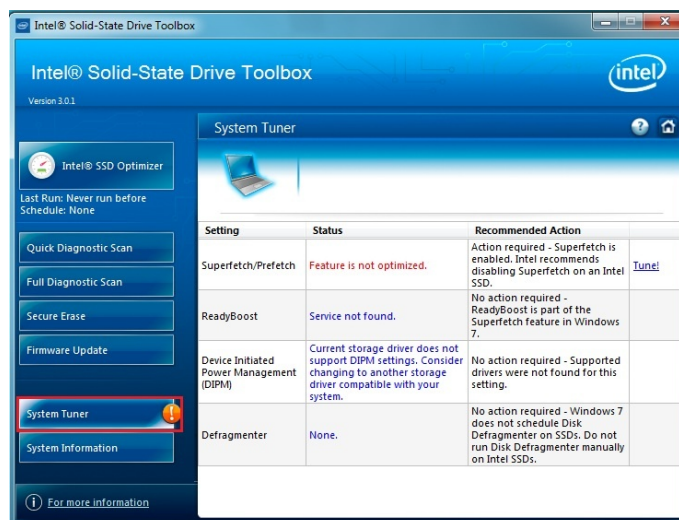 Intel® Solid-State Drive Toolbox
Intel® Solid-State Drive Toolbox
Version 3.0.1
intel
System Tuner
?
Intel® SSD Optimizer
Last Run: Never run before
Schedule: None
Quick Diagnostic Scan
Full Diagnostic Scan
Secure Erase
Firmware Update
System Tuner
!
System Information
i For more information
Setting Status Recommended Action
Superfetch/Prefetch
Feature is not optimized.
Action required - Superfetch is
enabled. Intel recommends
disabling Superfetch on an Intel
SSD.
Tune!
ReadyBoost
Service not found.
No action required -
ReadyBoost is part of the
Superfetch feature in Windows
7.
Device Initiated
Power Management
(DIPM)
Current storage driver does not
support DIPM settings. Consider
changing to another storage
driver compatible with your
system.
No action required - Supported
drivers were not found for this
setting.
Defragmenter
None.
No action required - Windows 7
does not schedule Disk
Defragmenter on SSDs. Do not
run Disk Defragmenter manually
on Intel SSDs.